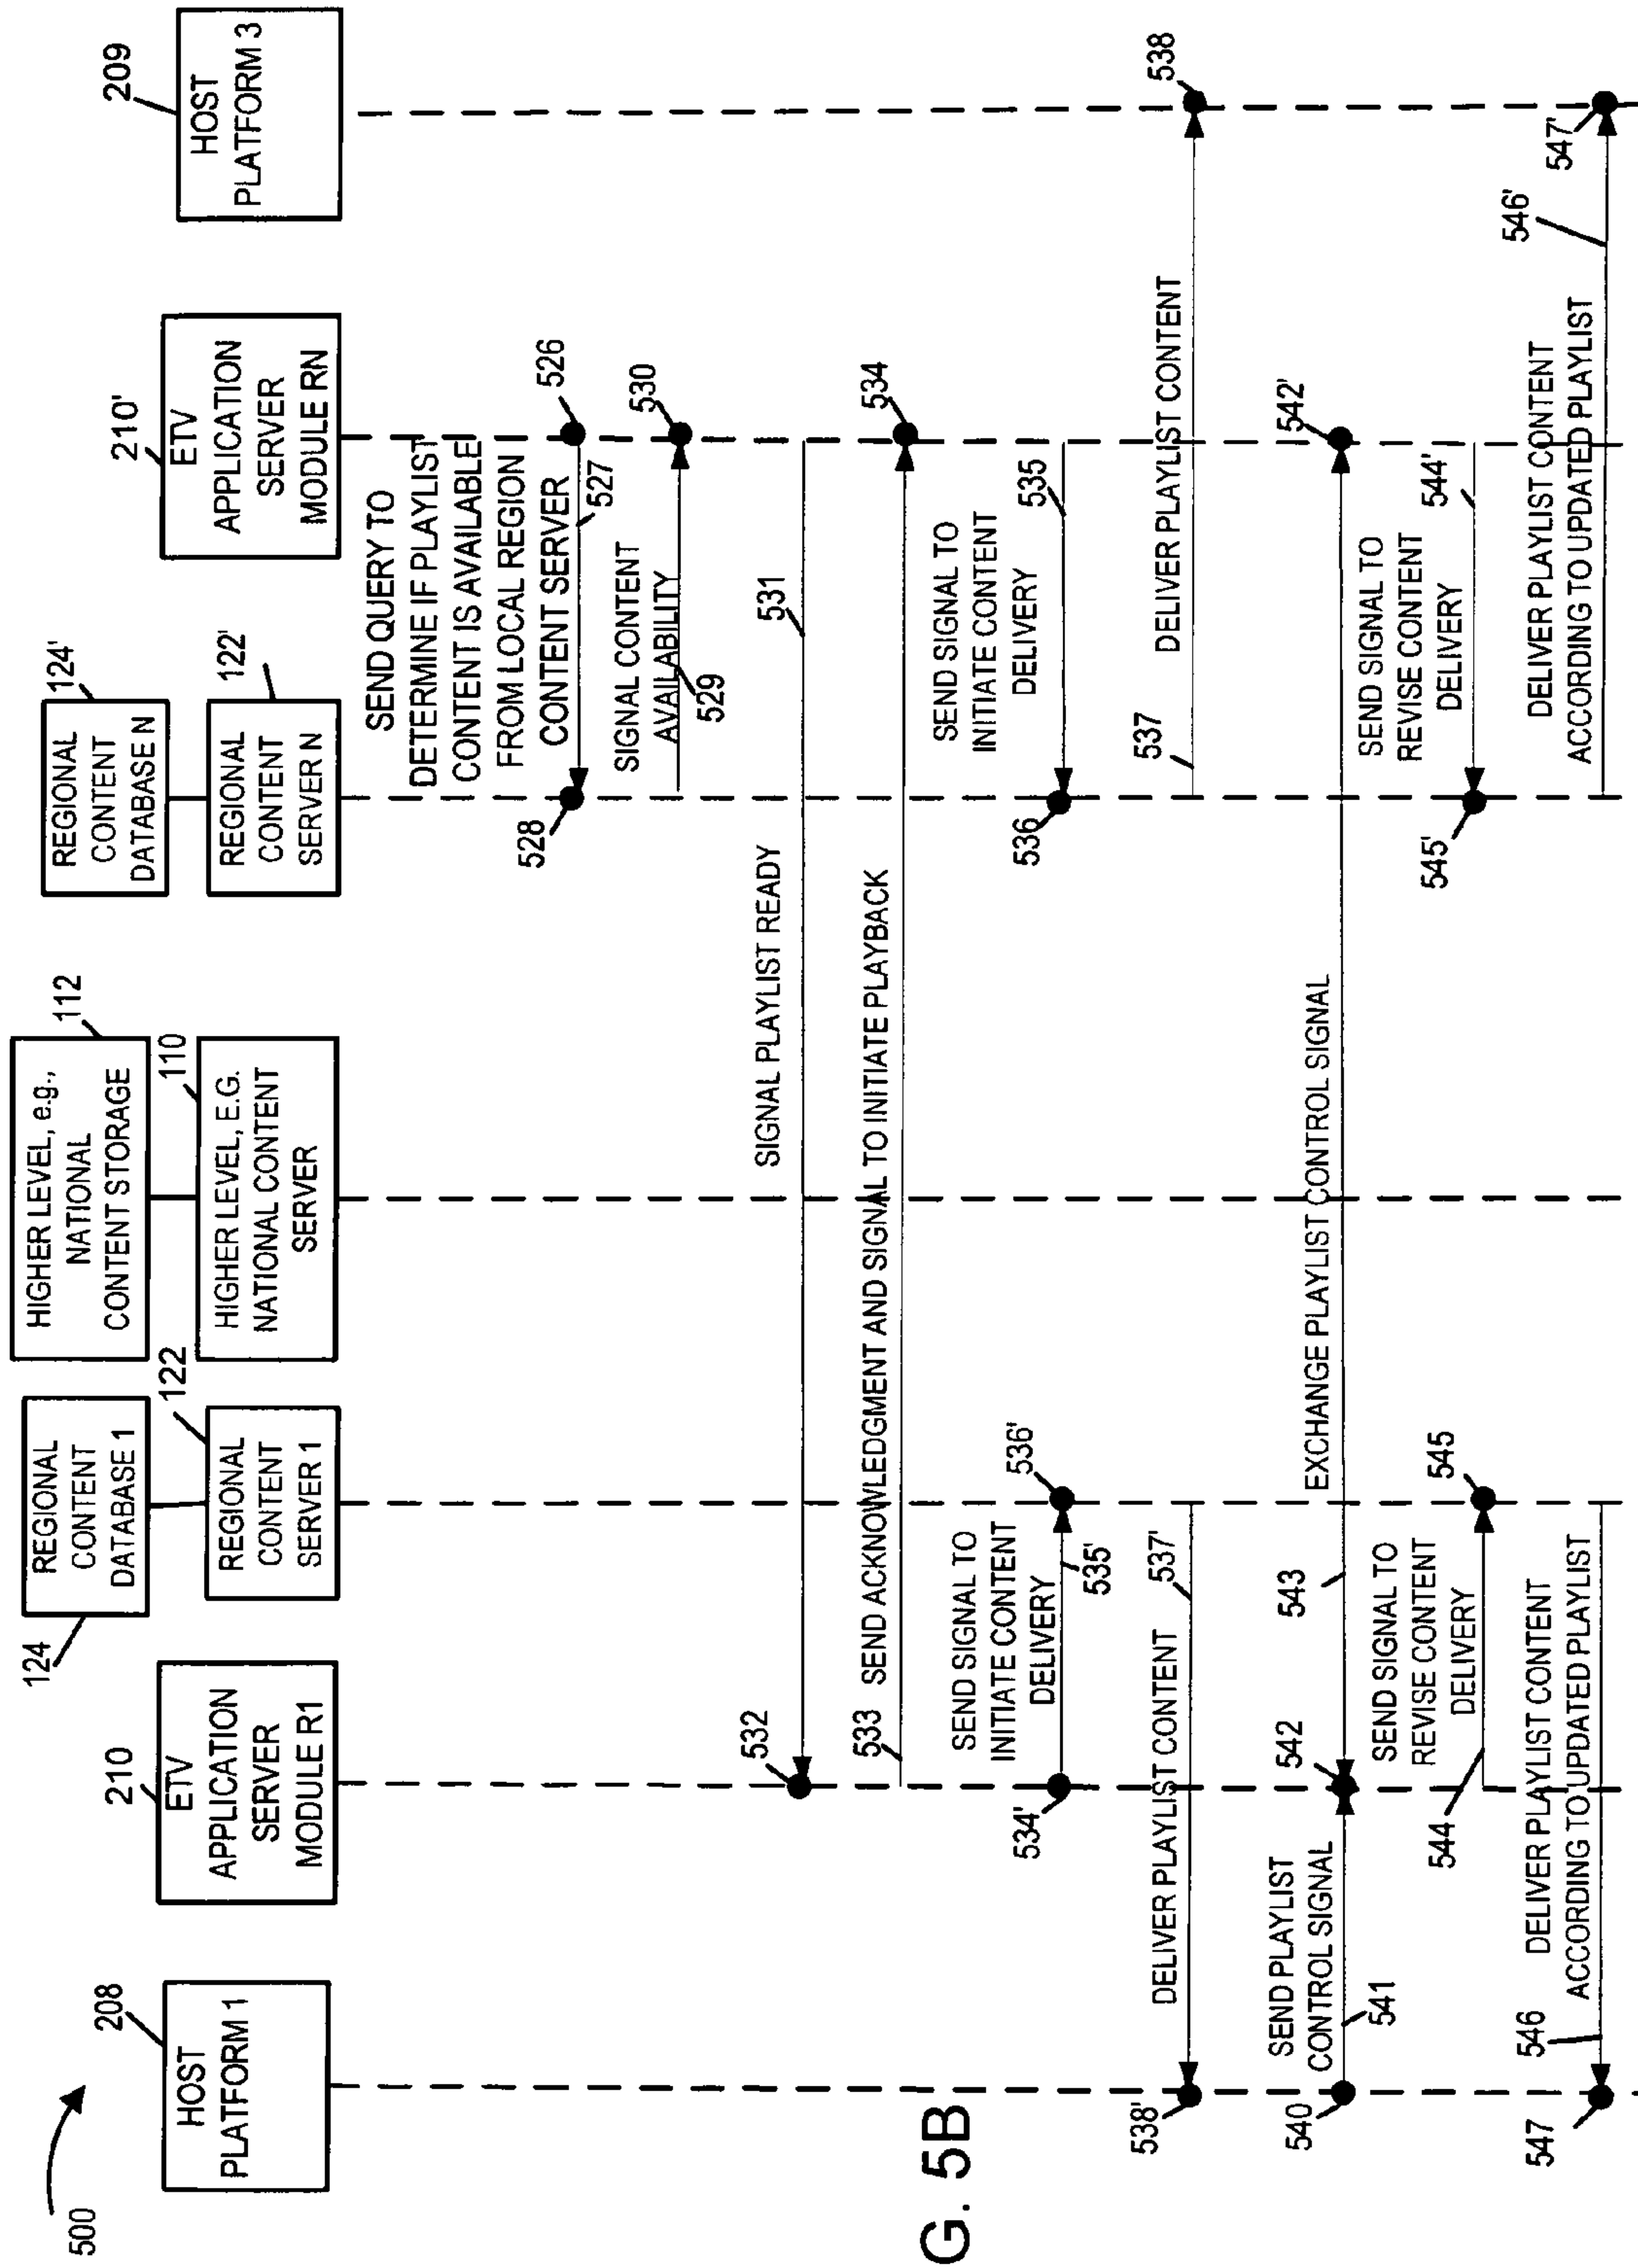 500
208
HOST
PLATFORM 1
210
ETV
APPLICATION
SERVER
MODULE R1
124
REGIONAL
CONTENT
DATABASE 1
122
REGIONAL
CONTENT
SERVER 1
112
HIGHER LEVEL, e.g.,
NATIONAL
CONTENT STORAGE
110
HIGHER LEVEL, E.G.
NATIONAL CONTENT
SERVER
124'
REGIONAL
CONTENT
DATABASE N
122'
REGIONAL
CONTENT
SERVER N
210'
ETV
APPLICATION
SERVER
MODULE RN
209
HOST
PLATFORM 3
SEND QUERY TO
DETERMINE IF PLAYLIST
CONTENT IS AVAILABLE
FROM LOCAL REGION
CONTENT SERVER
526
527
528
SIGNAL CONTENT
AVAILABILITY
529
530
SIGNAL PLAYLIST READY
531
532
533
SEND ACKNOWLEDGMENT AND SIGNAL TO INITIATE PLAYBACK
534
SEND SIGNAL TO
INITIATE CONTENT
DELIVERY
534'
535'
536'
SEND SIGNAL TO
INITIATE CONTENT
DELIVERY
535
536
DELIVER PLAYLIST CONTENT
537'
538'
DELIVER PLAYLIST CONTENT
537
538
SEND PLAYLIST
CONTROL SIGNAL
540
541
542
EXCHANGE PLAYLIST CONTROL SIGNAL
543
542'
SEND SIGNAL TO
REVISE CONTENT
DELIVERY
544
545
SEND SIGNAL TO
REVISE CONTENT
DELIVERY
544'
545'
DELIVER PLAYLIST CONTENT
ACCORDING TO UPDATED PLAYLIST
546
547
DELIVER PLAYLIST CONTENT
ACCORDING TO UPDATED PLAYLIST
546'
547'
G. 5B